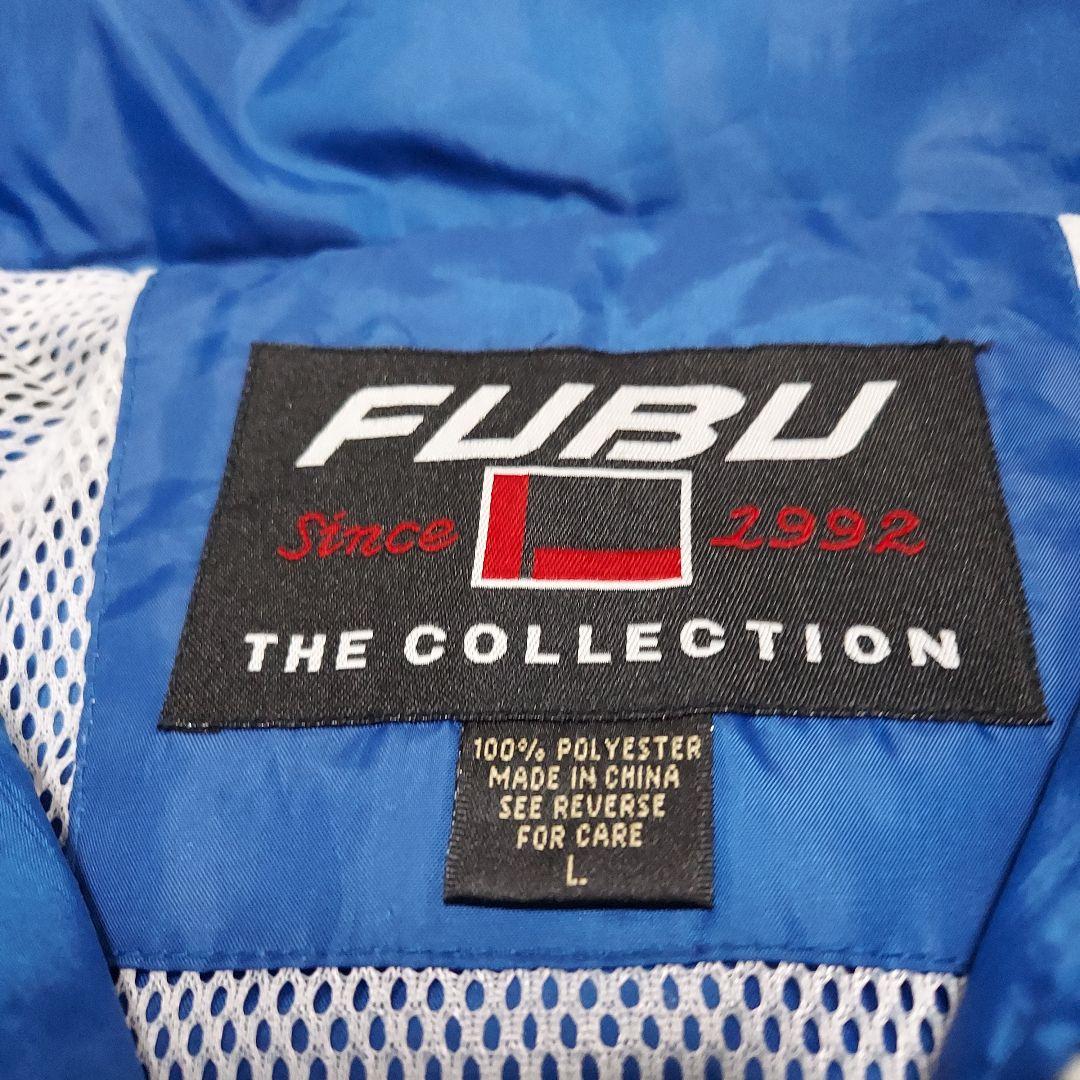 FUBU
Since 1992
THE COLLECTION
100% POLYESTER
MADE IN CHINA
SEE REVERSE
FOR CARE
L.